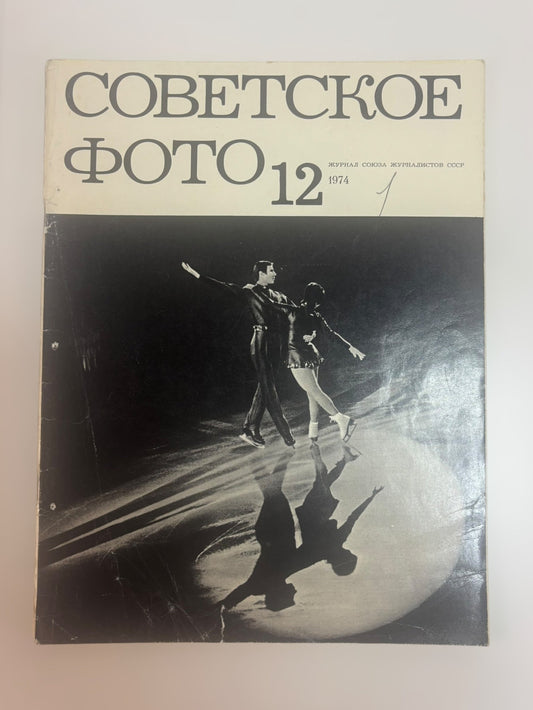 СОВЕТСКОЕ
ФОТО 12
ЖУРНАЛ СОЮЗА ЖУРНАЛИСТОВ СССР
1974 1